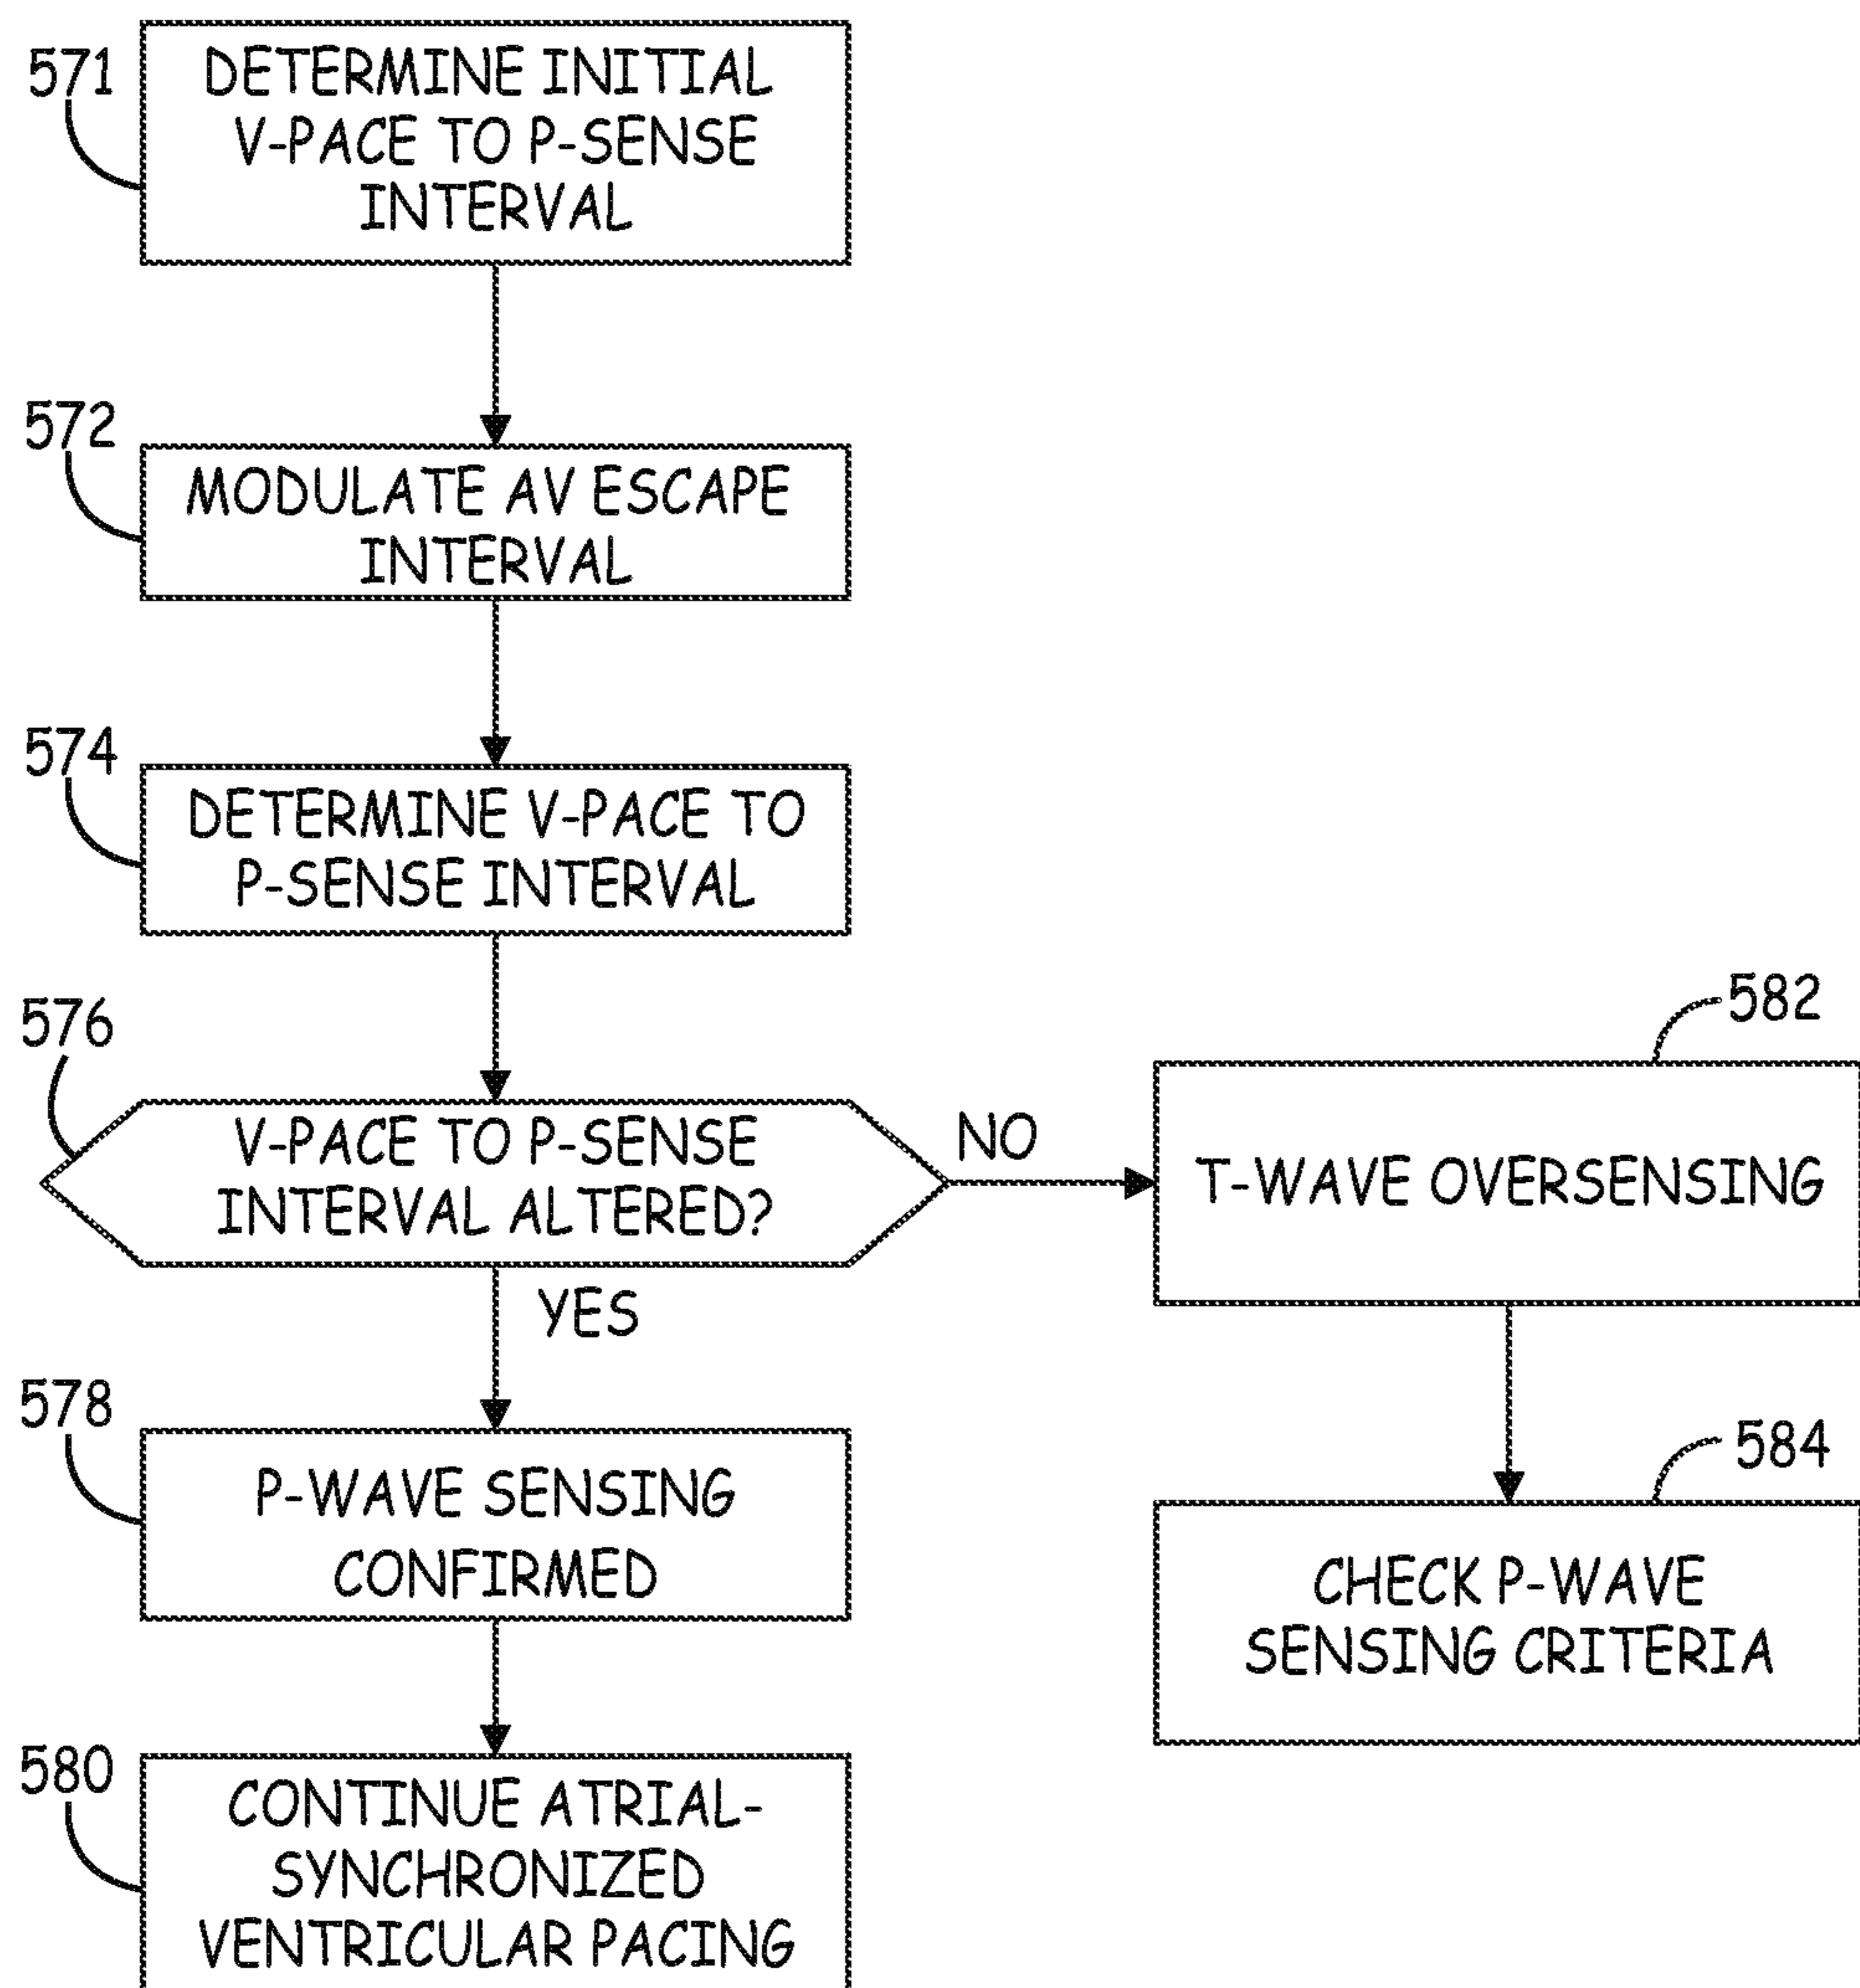 571
DETERMINE INITIAL
V-PACE TO P-SENSE
INTERVAL
572
MODULATE AV ESCAPE
INTERVAL
574
DETERMINE V-PACE TO
P-SENSE INTERVAL
576
V-PACE TO P-SENSE
INTERVAL ALTERED?
NO
582
T-WAVE OVERSENSING
YES
578
P-WAVE SENSING
CONFIRMED
584
CHECK P-WAVE
SENSING CRITERIA
580
CONTINUE ATRIAL-
SYNCHRONIZED
VENTRICULAR PACING